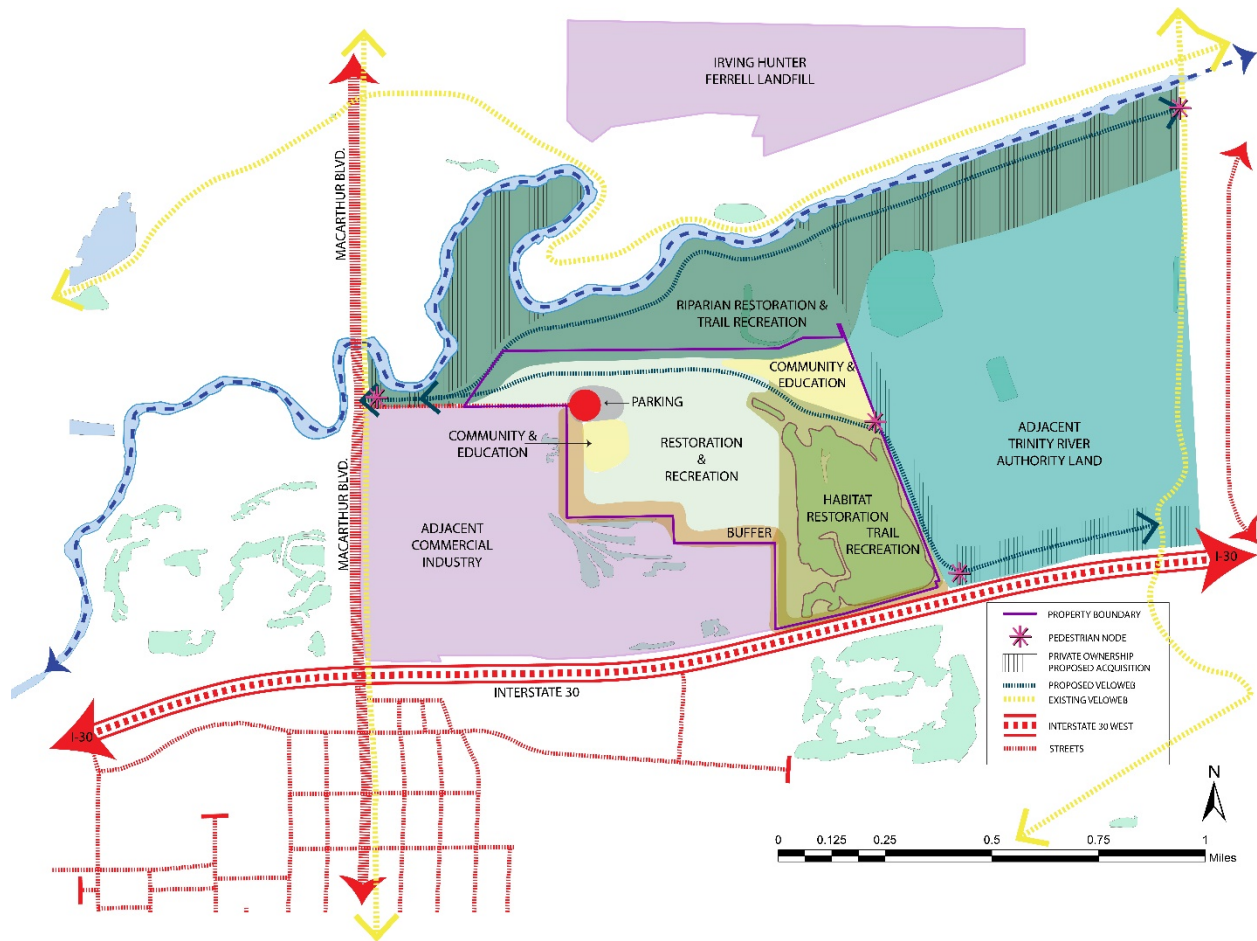 IRVING HUNTER
FERRELL LANDFILL
MACARTHUR BLVD.
RIPARIAN RESTORATION &
TRAIL RECREATION
COMMUNITY &
EDUCATION
PARKING
COMMUNITY &
EDUCATION
RESTORATION
&
RECREATION
ADJACENT
TRINITY RIVER
AUTHORITY LAND
HABITAT
RESTORATION
TRAIL
RECREATION
BUFFER
ADJACENT
COMMERCIAL
INDUSTRY
MACARTHUR BLVD.
I-30
INTERSTATE 30
I-30
PROPERTY BOUNDARY
PEDESTRIAN NODE
PRIVATE OWNERSHIP
PROPOSED ACQUISITION
PROPOSED VELOWEB
EXISTING VELOWEB
INTERSTATE 30 WEST
STREETS
N
0 0.125 0.25 0.5 0.75 1
Miles